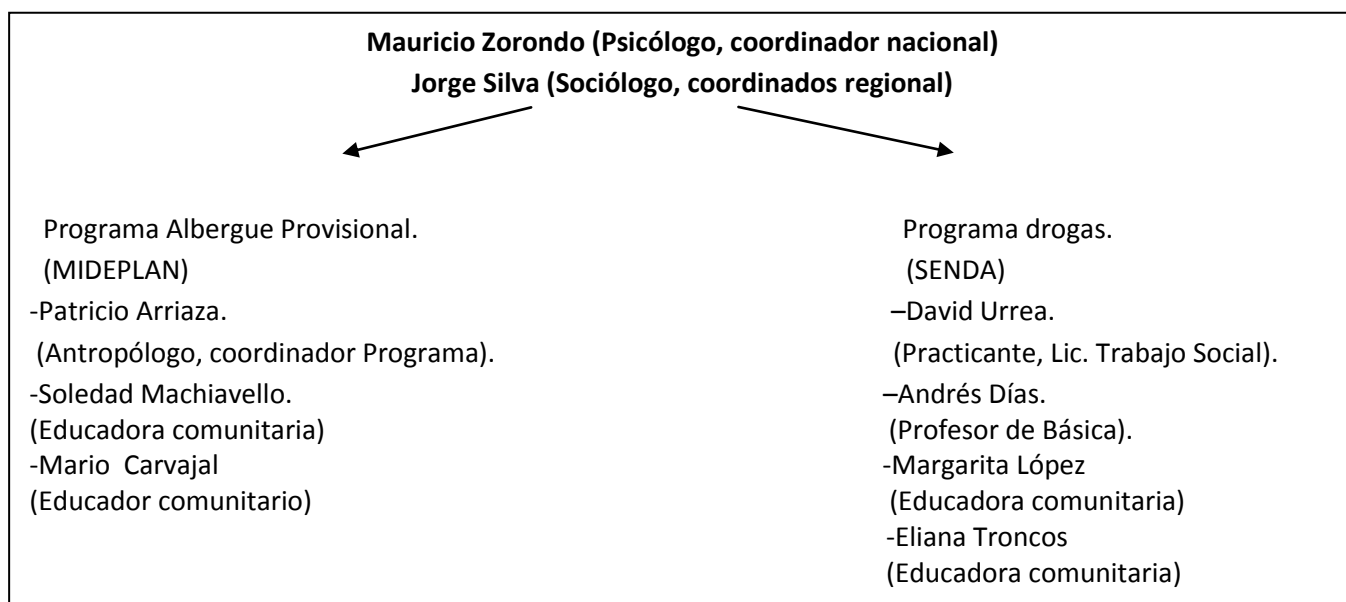 Mauricio Zorondo (Psicólogo, coordinador nacional)
Jorge Silva (Sociólogo, coordinados regional)
Programa Albergue Provisional.
(MIDEPLAN)
-Patricio Arriaza.
(Antropólogo, coordinador Programa).
-Soledad Machiavello.
(Educadora comunitaria)
-Mario Carvajal
(Educador comunitario)
Programa drogas.
(SENDA)
–David Urrea.
(Practicante, Lic. Trabajo Social).
–Andrés Días.
(Profesor de Básica).
-Margarita López
(Educadora comunitaria)
-Eliana Troncos
(Educadora comunitaria)